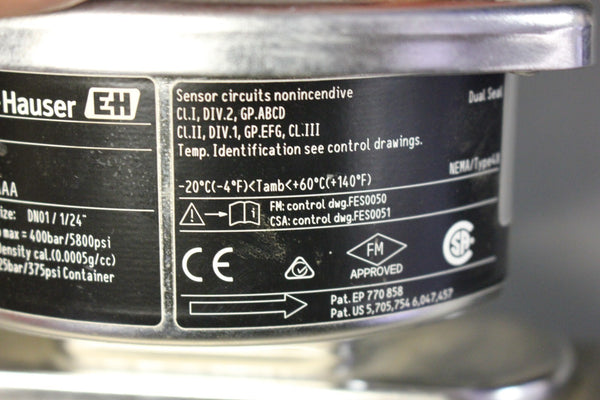 -Hauser EH
AA
ize: DN01 / 1/24"
max = 400bar/5800psi
density cal.(0.0005g/cc)
25bar/375psi Container
Sensor circuits nonincendive
Cl.I, DIV.2, GP.ABCD
Cl.II, DIV.1, GP.EFG, CL.III
Temp. Identification see control drawings.
Dual Seal
NEMA/Type4X
-20°C(-4°F)<Tamb<+60°C(+140°F)
FM: control dwg.FES0050
CSA: control dwg.FES0051
CE
FM
APPROVED
Pat. EP 770 858
Pat. US 5,705,754 6,047,457